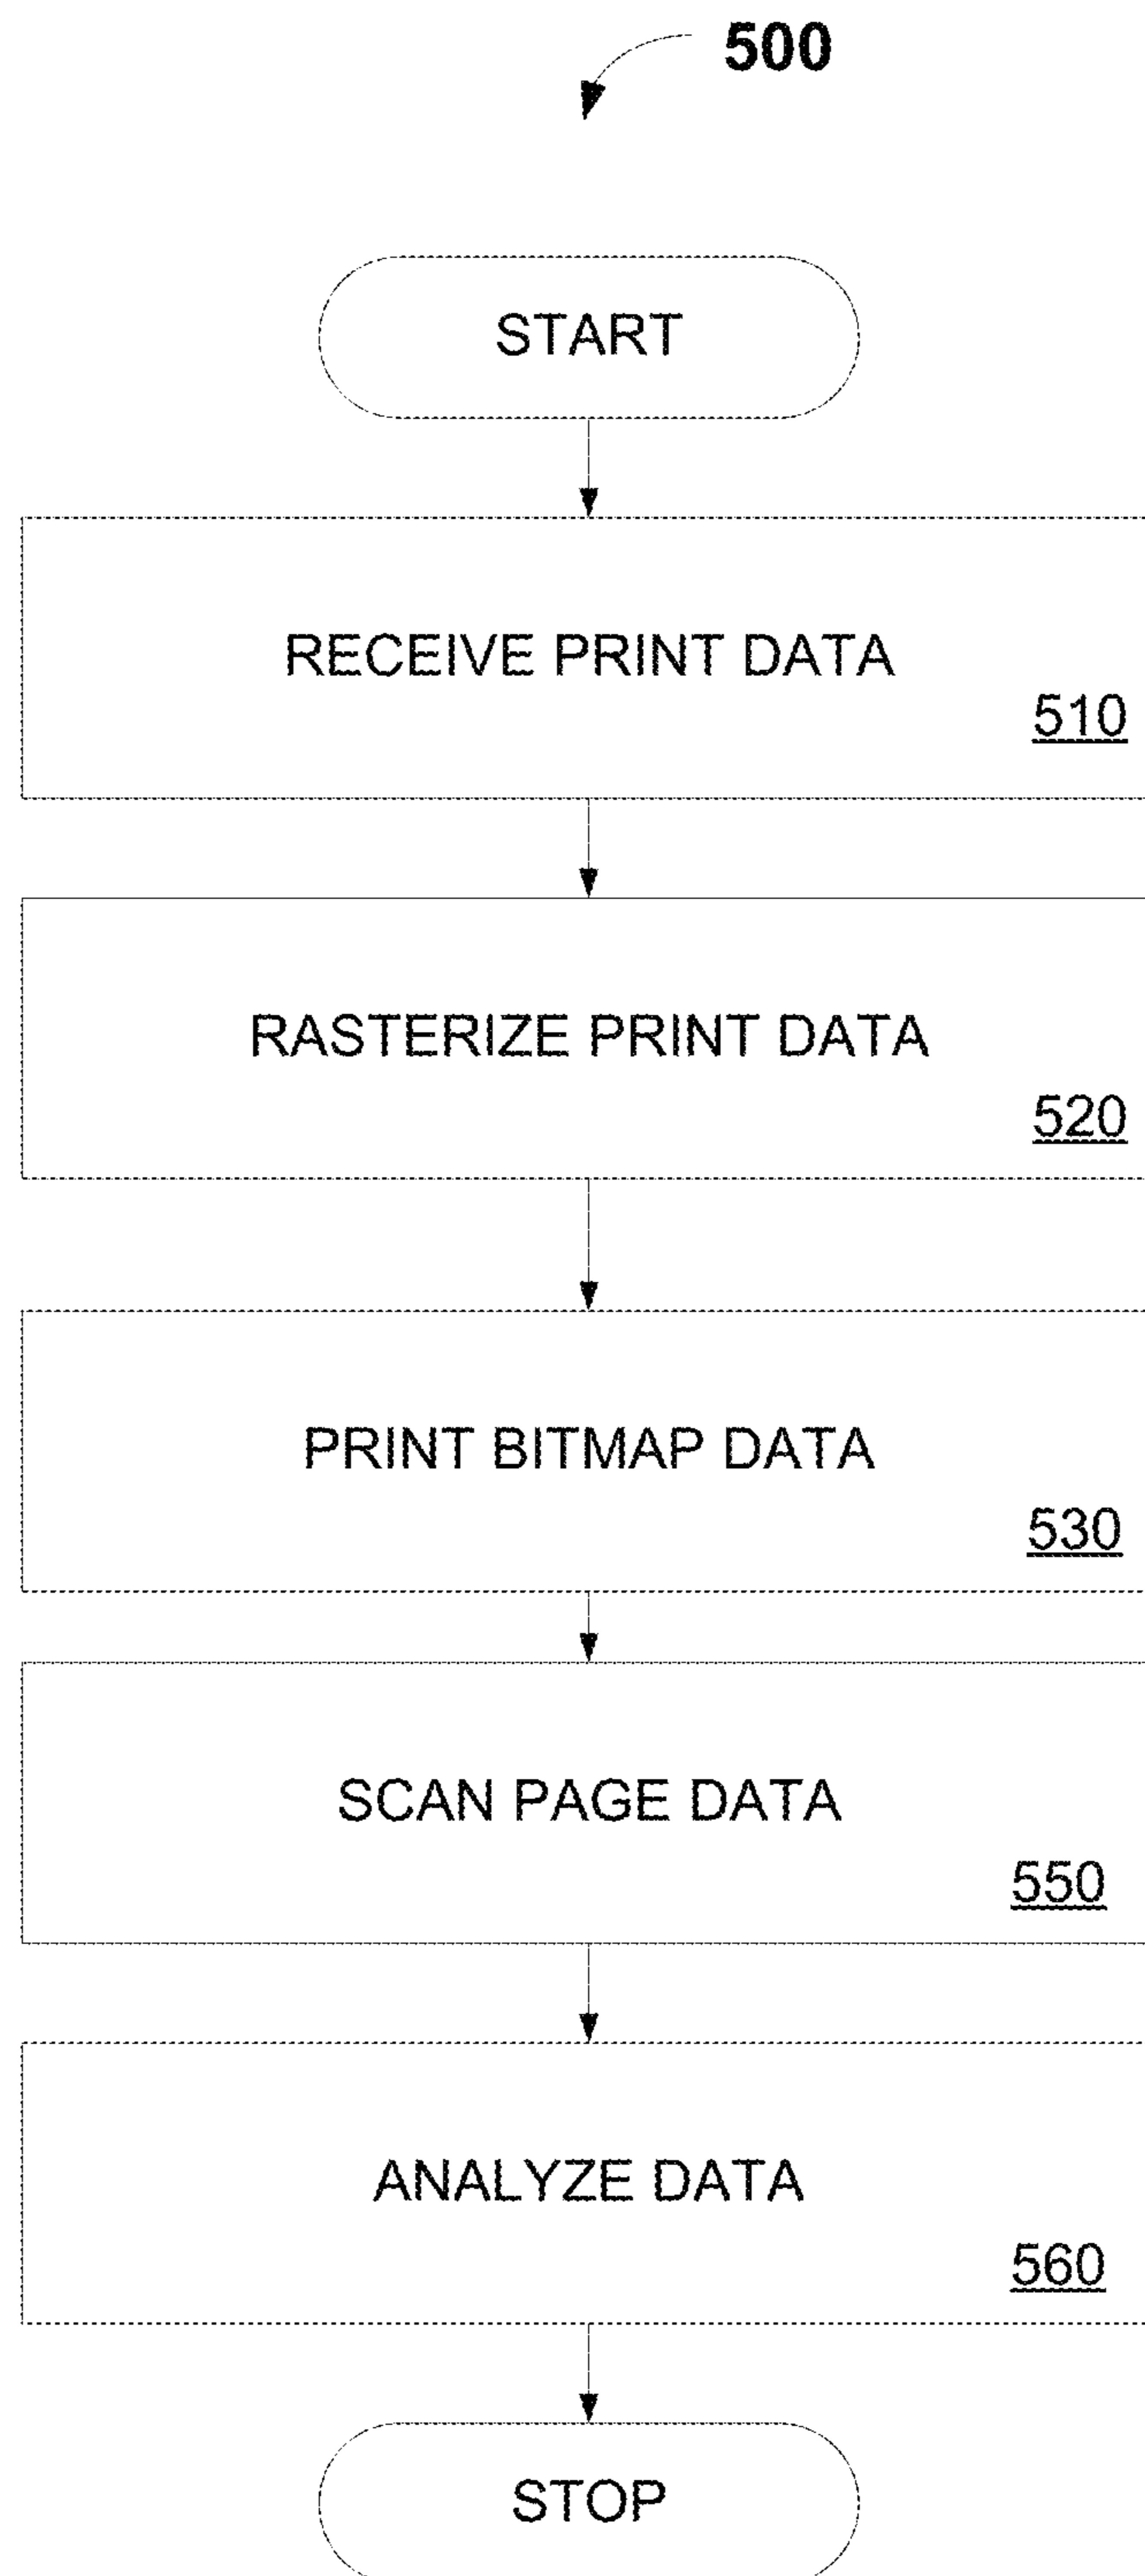 500
START
RECEIVE PRINT DATA
510
RASTERIZE PRINT DATA
520
PRINT BITMAP DATA
530
SCAN PAGE DATA
550
ANALYZE DATA
560
STOP